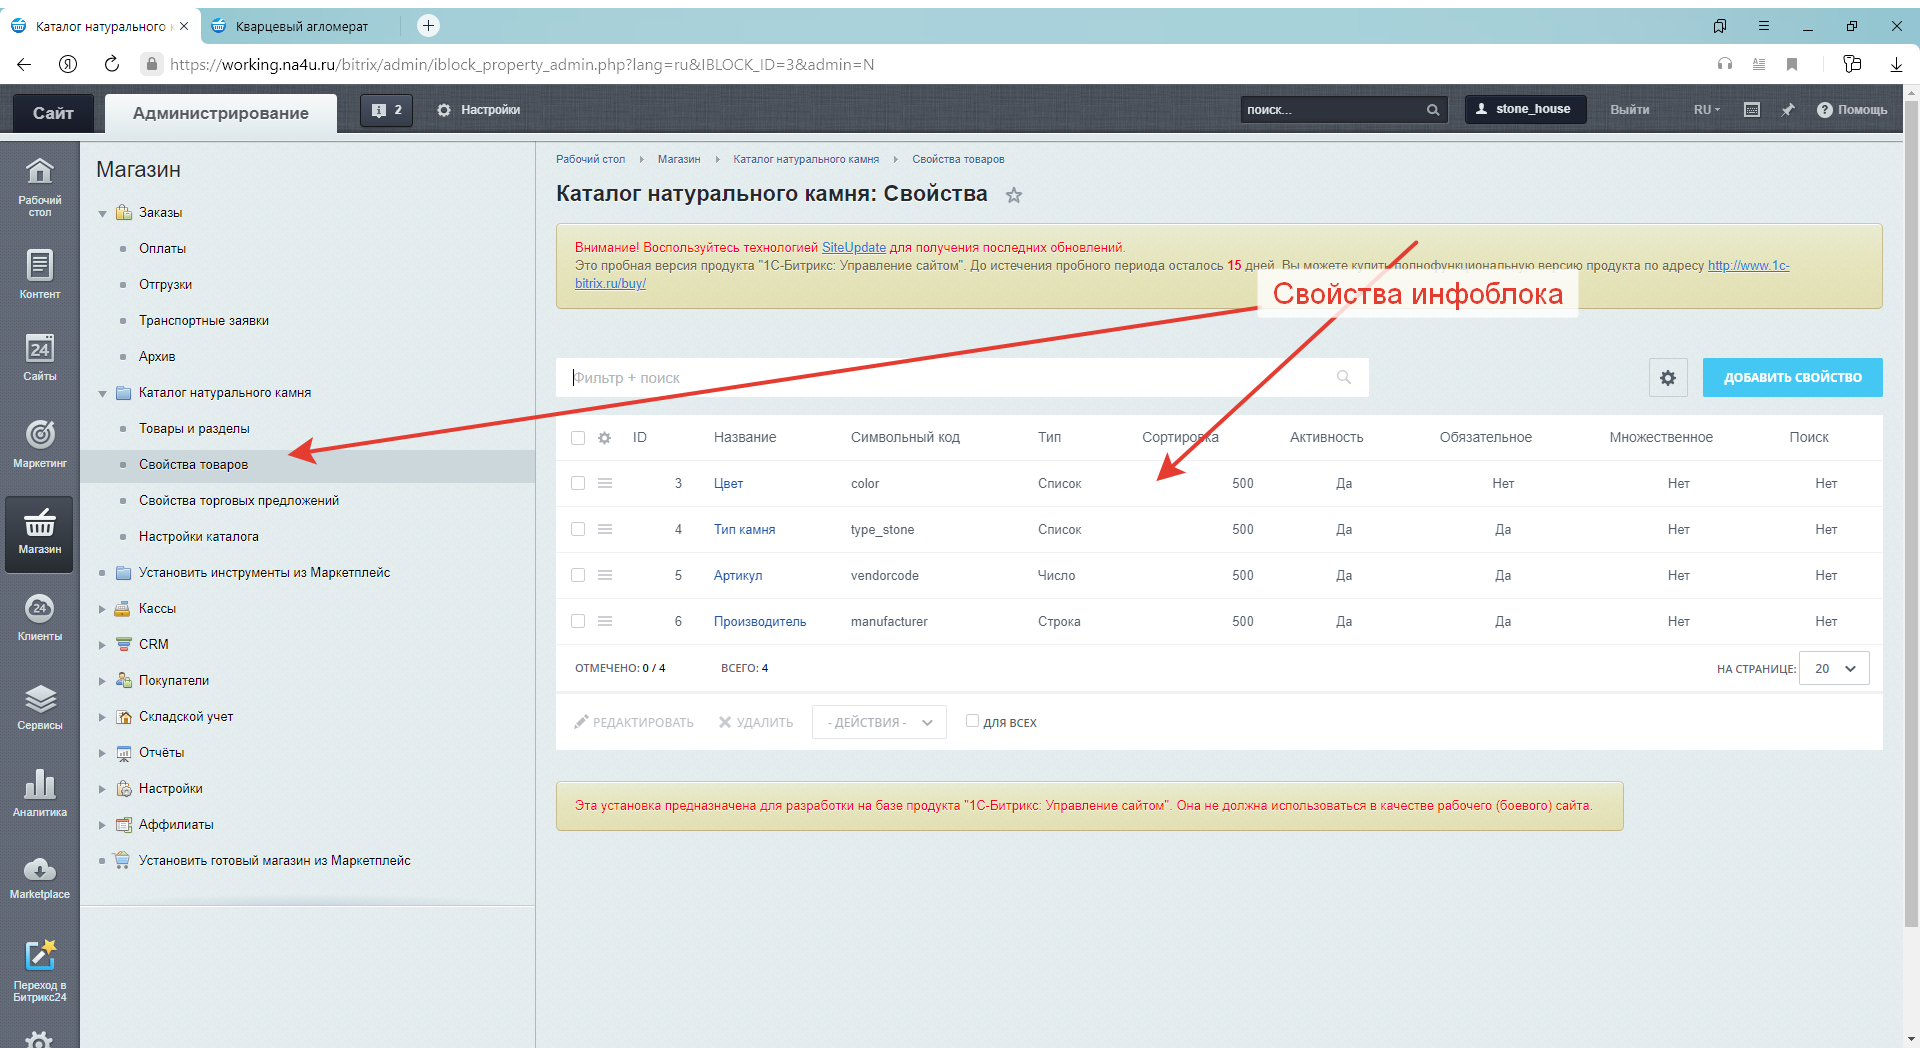 Каталог натурального
Кварцевый агломерат
https://working.na4u.ru/bitrix/admin/iblock_property_admin.php?lang=ru&IBLOCK_ID=3&admin=N
Сайт
Администрирование
2
Настройки
поиск...
stone_house
Выйти
RU
Помощь
Рабочий
стол
Контент
24
Сайты
Маркетинг
Магазин
24
Клиенты
Сервисы
Аналитика
Marketplace
Переход в
Битрикс24
Магазин
Заказы
Оплаты
Отгрузки
Транспортные заявки
Архив
Каталог натурального камня
Товары и разделы
Свойства товаров
Свойства торговых предложений
Настройки каталога
Установить инструменты из Маркетплейс
Кассы
CRM
Покупатели
Складской учет
Отчёты
Настройки
Аффилиаты
Установить готовый магазин из Маркетплейс
Рабочий стол Магазин Каталог натурального камня Свойства товаров
Каталог натурального камня: Свойства
Внимание! Воспользуйтесь технологией SiteUpdate для получения последних обновлений.
Это пробная версия продукта "1С-Битрикс: Управление сайтом". До истечения пробного периода осталось 15 дней. Вы можете купить полнофункциональную версию продукта по адресу http://www.1c-
bitrix.ru/buy/
Свойства инфоблока
Фильтр + поиск
ДОБАВИТЬ СВОЙСТВО
ID Название Символьный код Тип Сортировка Активность Обязательное Множественное Поиск
3 Цвет color Список 500 Да Нет Нет Нет
4 Тип камня type_stone Список 500 Да Да Нет Нет
5 Артикул vendorcode Число 500 Да Да Нет Нет
6 Производитель manufacturer Строка 500 Да Да Нет Нет
ОТМЕЧЕНО: 0 / 4 ВСЕГО: 4 НА СТРАНИЦЕ: 20
РЕДАКТИРОВАТЬ УДАЛИТЬ - ДЕЙСТВИЯ - ДЛЯ ВСЕХ
Эта установка предназначена для разработки на базе продукта "1С-Битрикс: Управление сайтом". Она не должна использоваться в качестве рабочего (боевого) сайта.